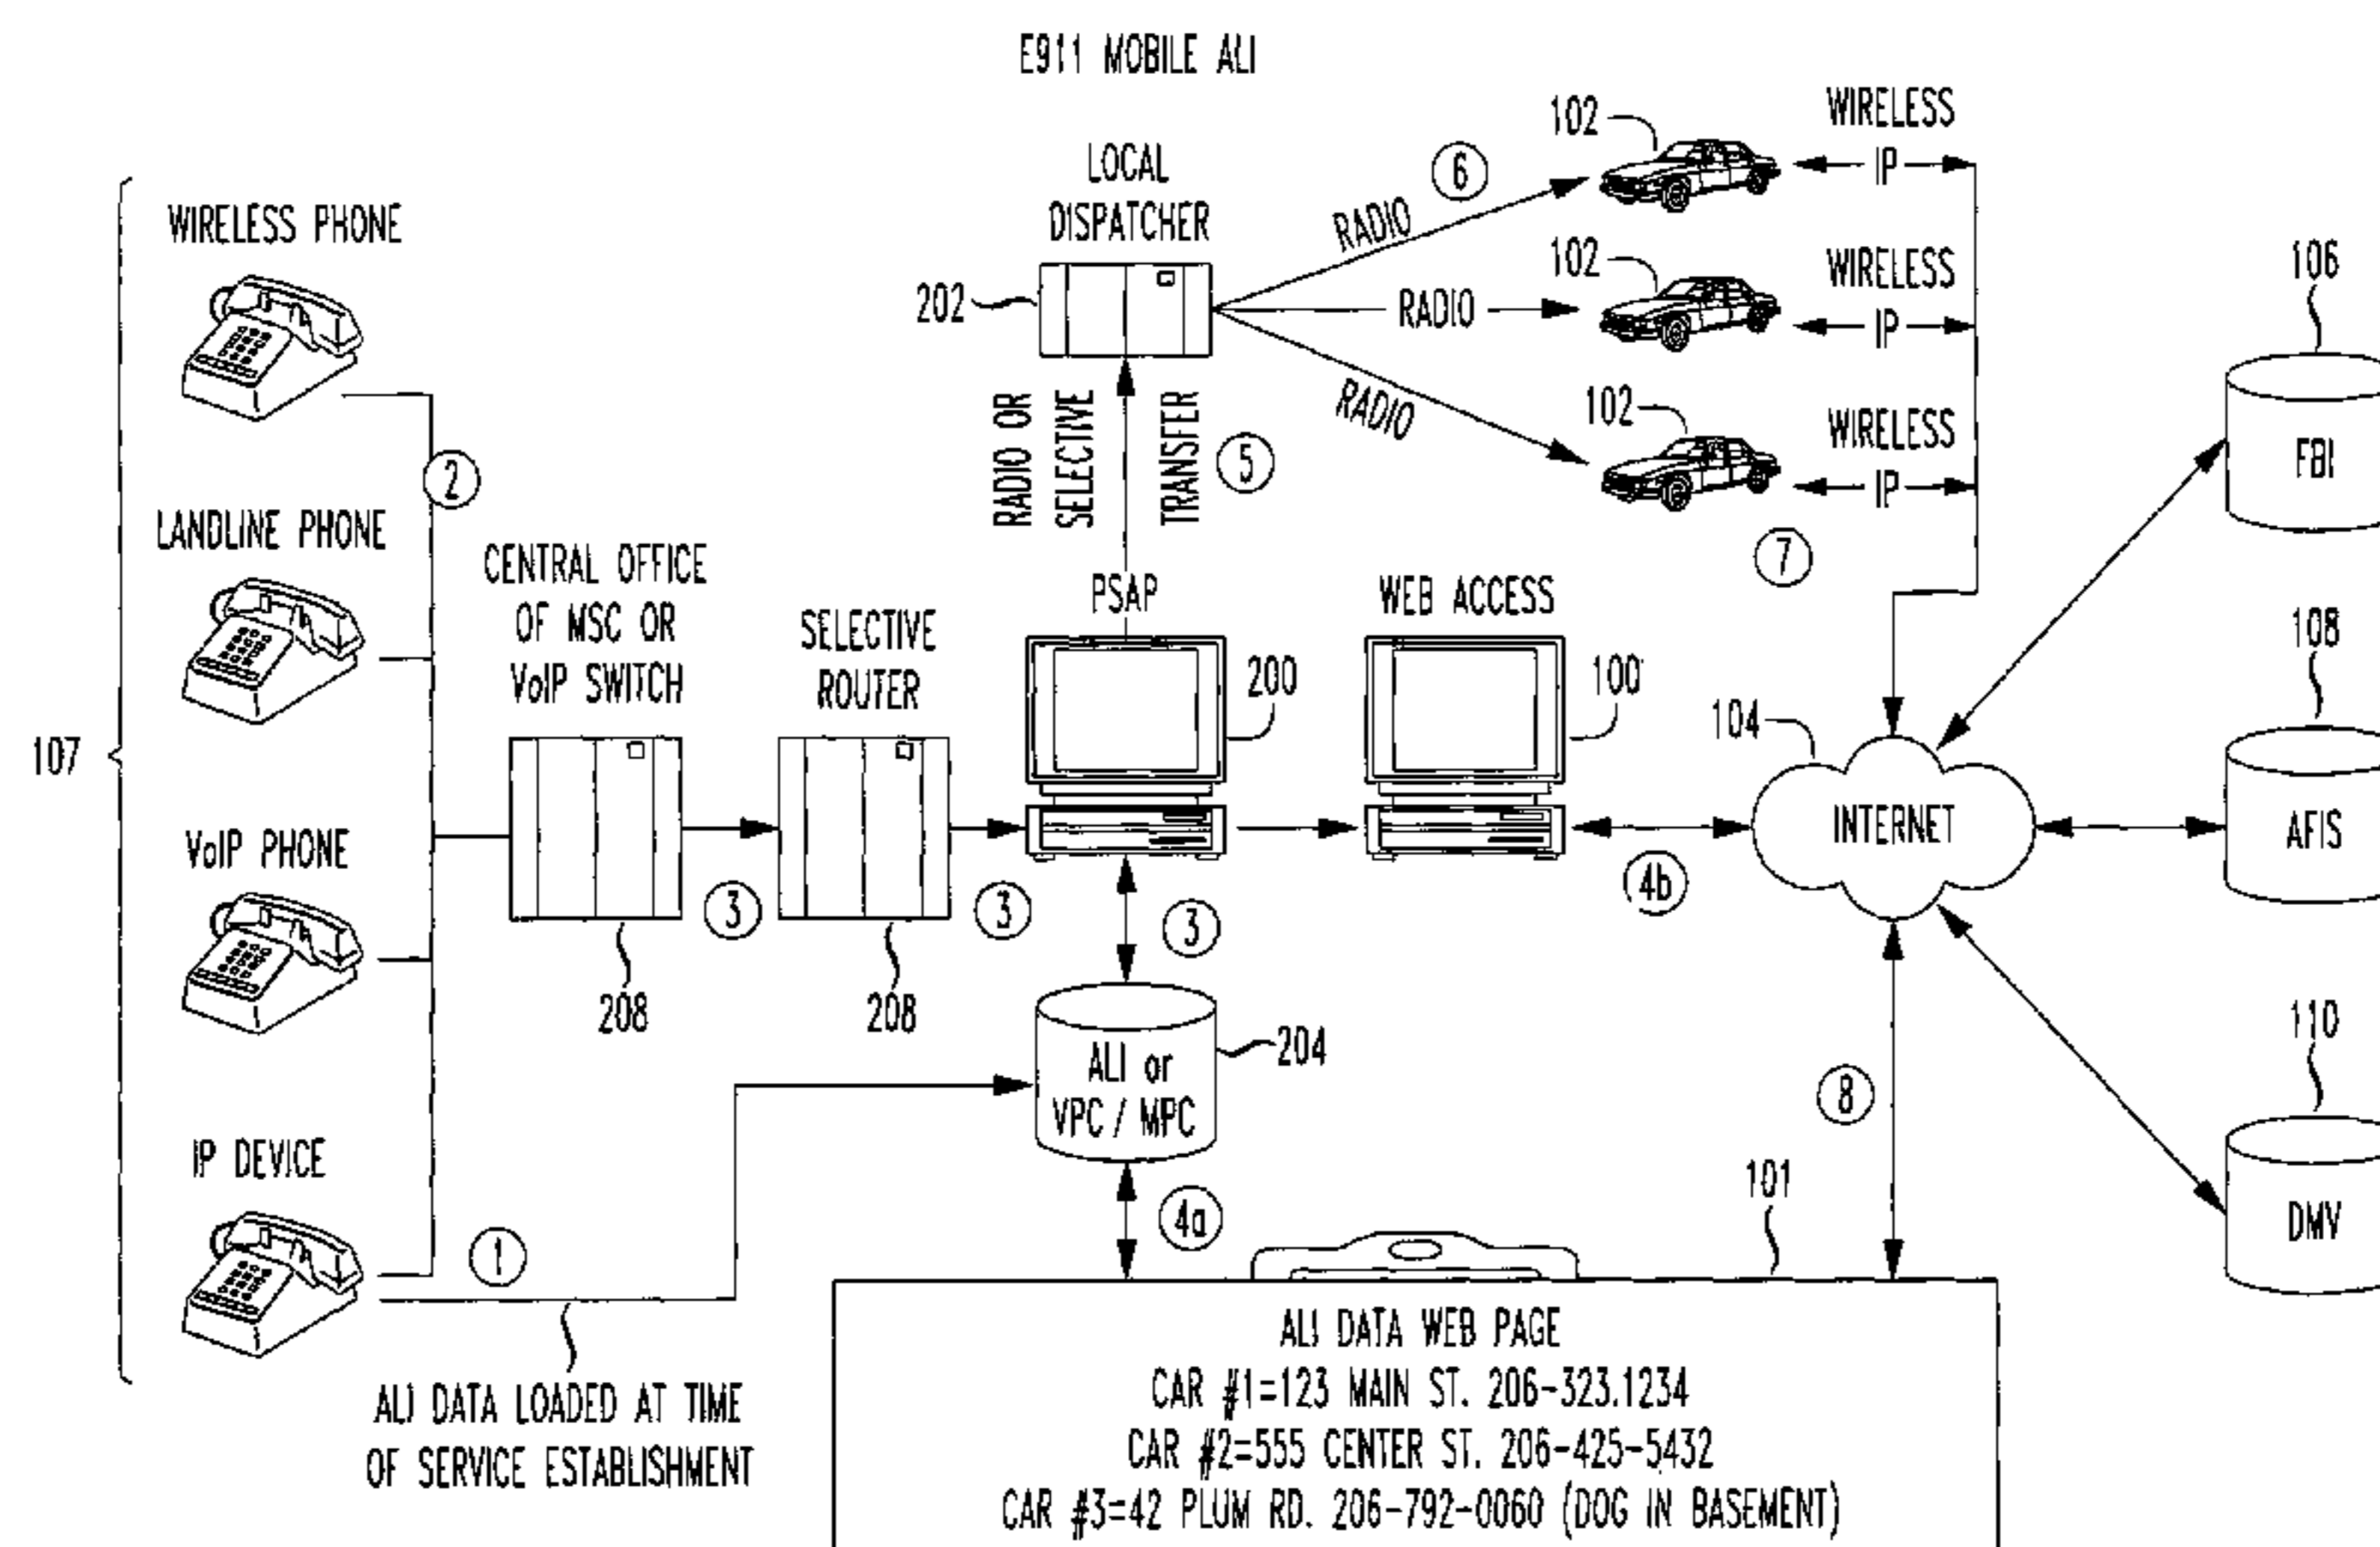 E911 MOBILE ALI
107
WIRELESS PHONE
LANDLINE PHONE
VoIP PHONE
IP DEVICE
2
1
ALI DATA LOADED AT TIME
OF SERVICE ESTABLISHMENT
CENTRAL OFFICE
OF MSC OR
VoIP SWITCH
208
3
SELECTIVE
ROUTER
208
3
LOCAL
DISPATCHER
202
RADIO OR
SELECTIVE
TRANSFER
5
PSAP
200
3
ALI or
VPC / MPC
204
4a
WEB ACCESS
100
4b
RADIO
RADIO
RADIO
6
102
102
102
WIRELESS
IP
WIRELESS
IP
WIRELESS
IP
7
104
INTERNET
8
106
FBI
108
AFIS
110
DMV
101
ALI DATA WEB PAGE
CAR #1=123 MAIN ST. 206-323.1234
CAR #2=555 CENTER ST. 206-425-5432
CAR #3=42 PLUM RD. 206-792-0060 (DOG IN BASEMENT)